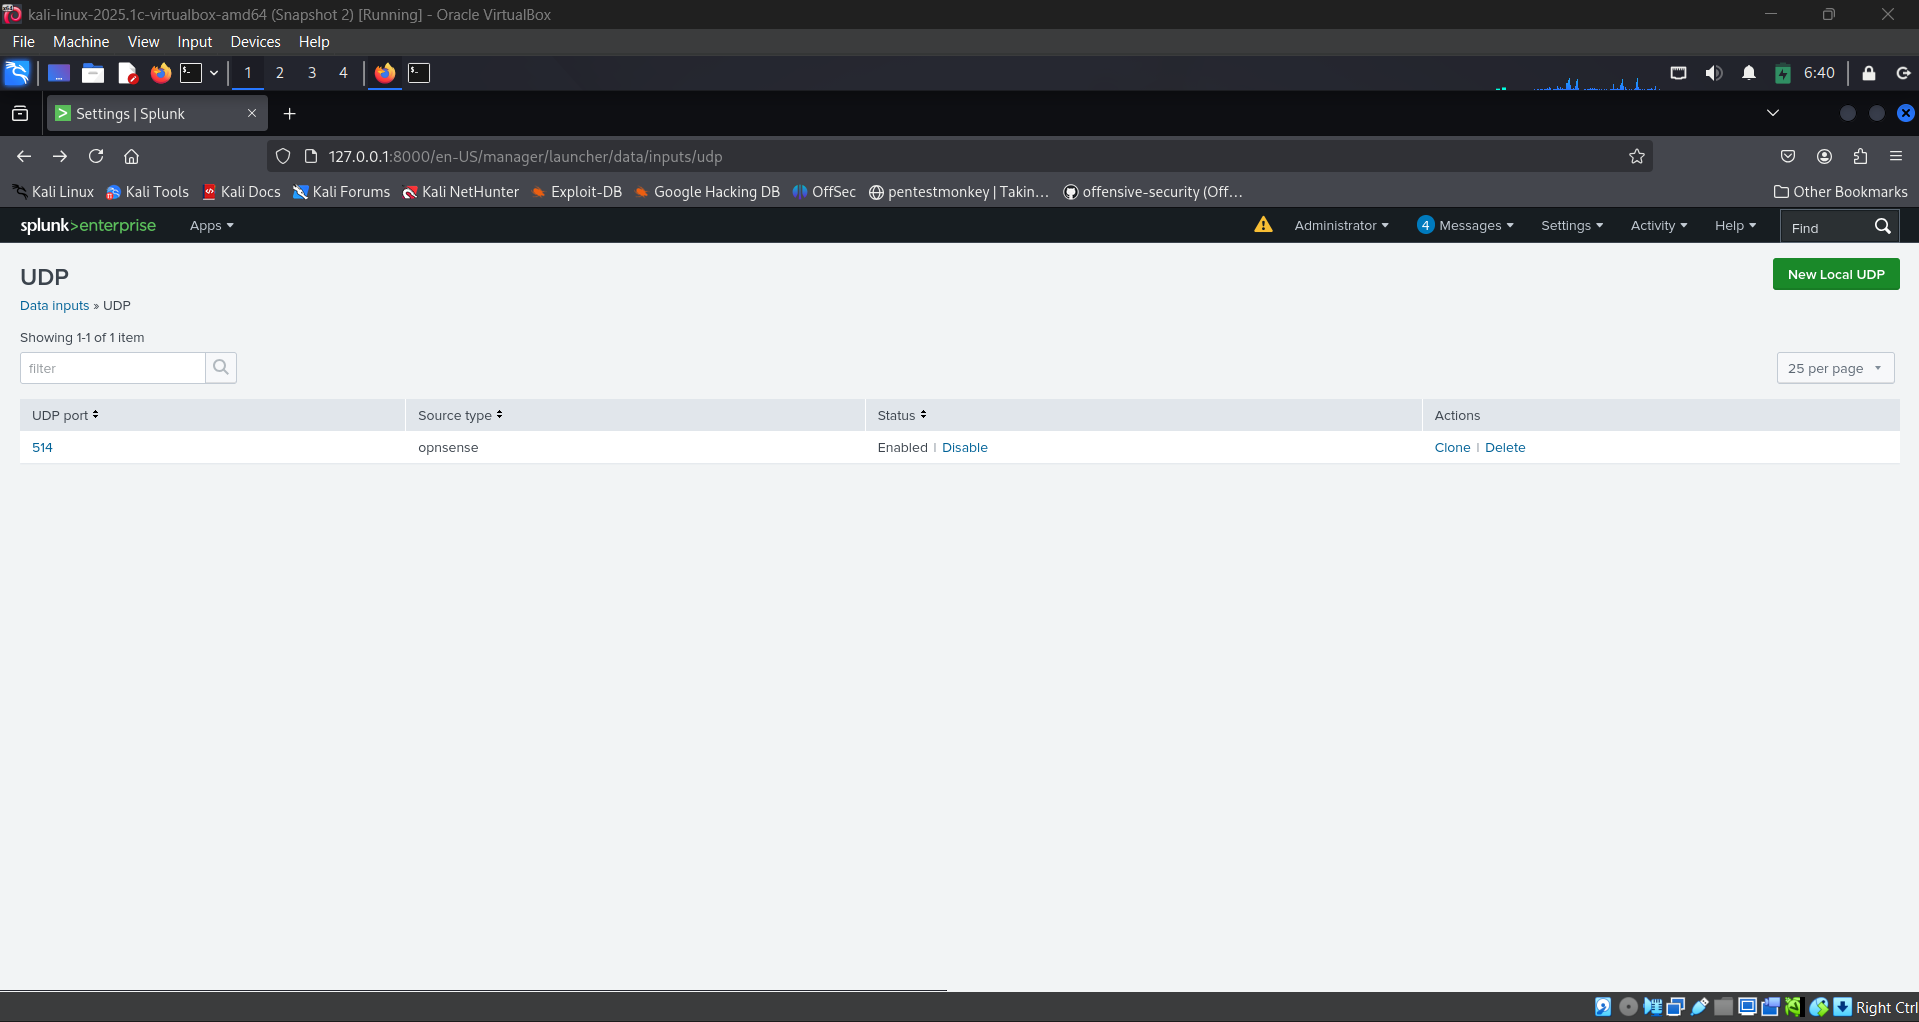 kali-linux-2025.1c-virtualbox-amd64 (Snapshot 2) [Running] - Oracle VirtualBox
File Machine View Input Devices Help
1 2 3 4 6:40
Settings | Splunk
127.0.0.1:8000/en-US/manager/launcher/data/inputs/udp
Kali Linux Kali Tools Kali Docs Kali Forums Kali NetHunter Exploit-DB Google Hacking DB OffSec pentestmonkey | Takin... offensive-security (Off... Other Bookmarks
splunk>enterprise Apps Administrator 4 Messages Settings Activity Help Find
UDP New Local UDP
Data inputs » UDP
Showing 1-1 of 1 item
filter 25 per page
UDP port Source type Status Actions
514 opnsense Enabled | Disable Clone | Delete
Right Ctrl